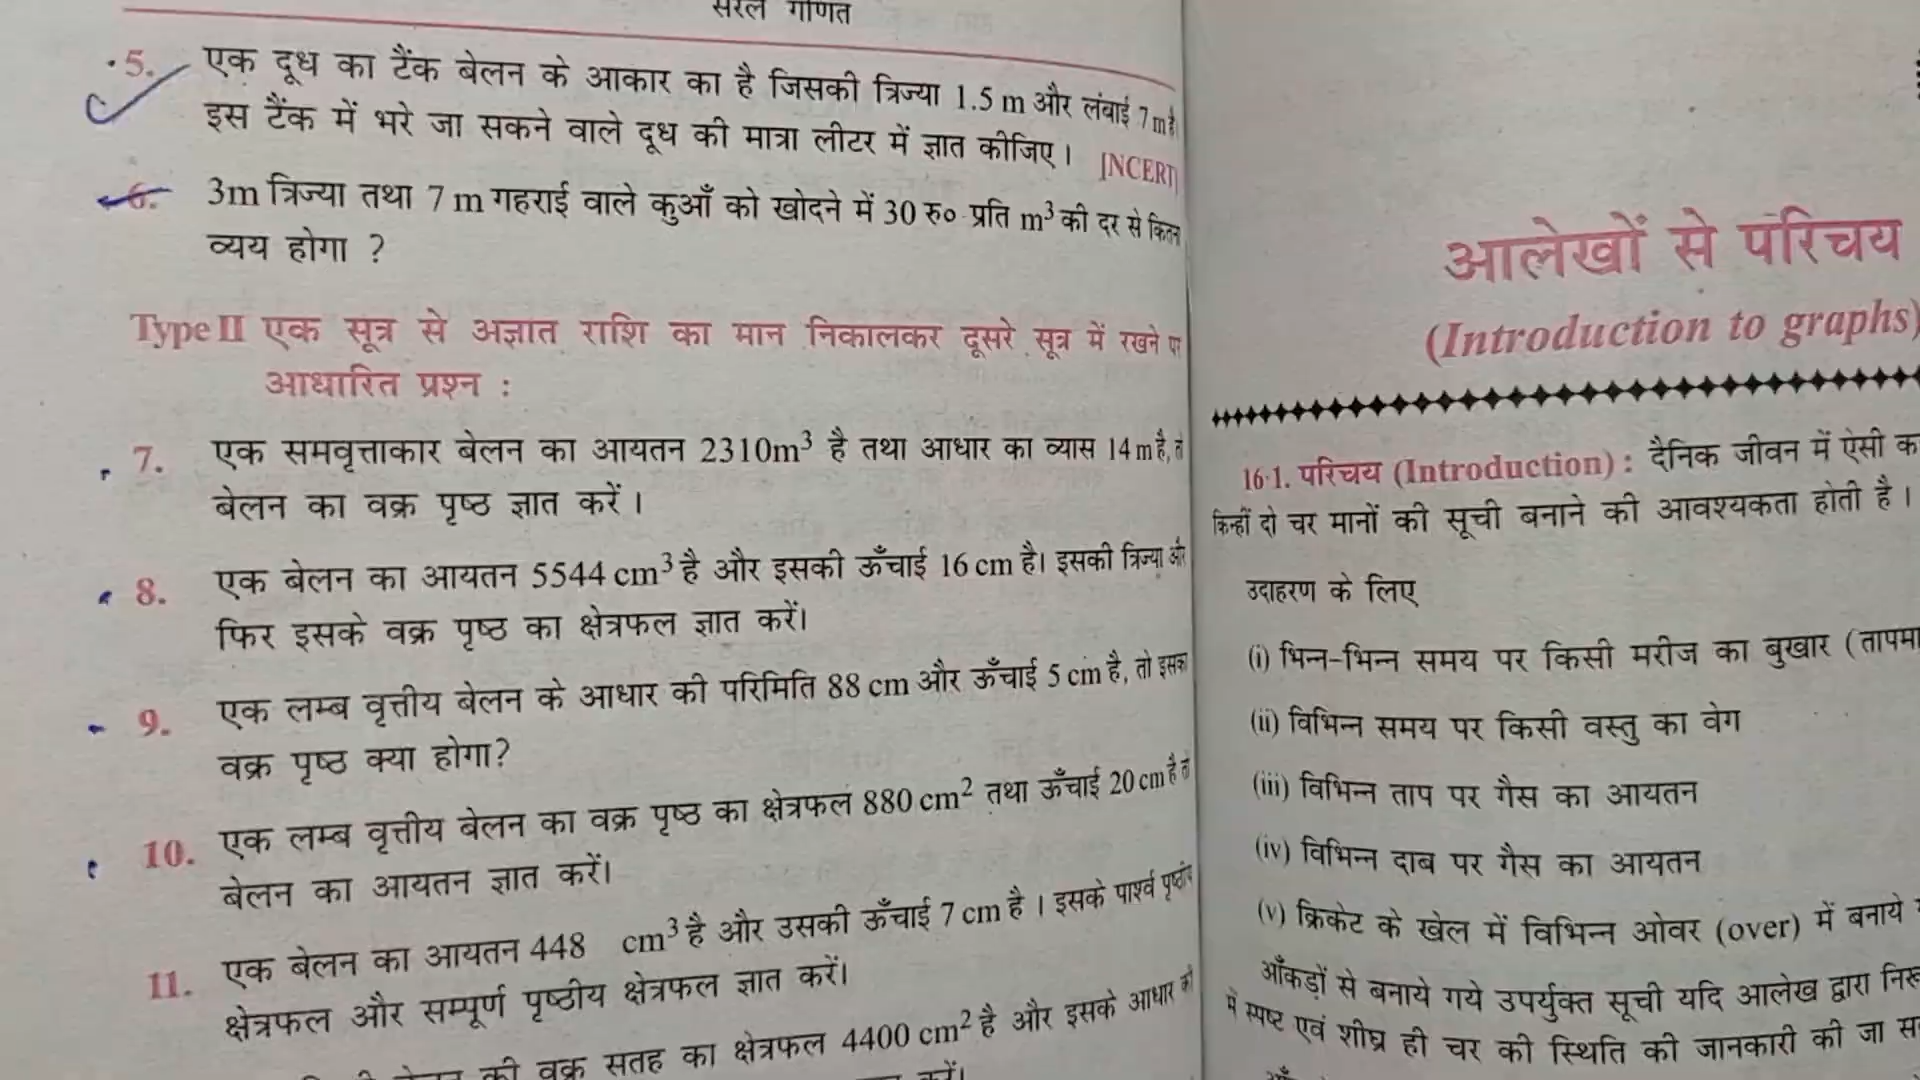 सरल गणित
5. एक दूध का टैंक बेलन के आकार का है जिसकी त्रिज्या 1.5 m और लंबाई 7 m है।
इस टैंक में भरे जा सकने वाले दूध की मात्रा लीटर में ज्ञात कीजिए। [NCERT]
6. 3m त्रिज्या तथा 7 m गहराई वाले कुआँ को खोदने में 30 रु० प्रति m³ की दर से कितना
व्यय होगा ?
Type II एक सूत्र से अज्ञात राशि का मान निकालकर दूसरे सूत्र में रखने पर
आधारित प्रश्न :
7. एक समवृत्ताकार बेलन का आयतन 2310m³ है तथा आधार का व्यास 14 m है, तो
बेलन का वक्र पृष्ठ ज्ञात करें।
8. एक बेलन का आयतन 5544 cm³ है और इसकी ऊँचाई 16 cm है। इसकी त्रिज्या और
फिर इसके वक्र पृष्ठ का क्षेत्रफल ज्ञात करें।
9. एक लम्ब वृत्तीय बेलन के आधार की परिमिति 88 cm और ऊँचाई 5 cm है, तो इसका
वक्र पृष्ठ क्या होगा?
10. एक लम्ब वृत्तीय बेलन का वक्र पृष्ठ का क्षेत्रफल 880 cm² तथा ऊँचाई 20 cm है तो
बेलन का आयतन ज्ञात करें।
11. एक बेलन का आयतन 448 cm³ है और उसकी ऊँचाई 7 cm है। इसके पार्श्व पृष्ठीय
क्षेत्रफल और सम्पूर्ण पृष्ठीय क्षेत्रफल ज्ञात करें।
की वक्र सतह का क्षेत्रफल 4400 cm² है और इसके आधार की
आलेखों से परिचय
(Introduction to graphs)
16·1. परिचय (Introduction) : दैनिक जीवन में ऐसी
किन्हीं दो चर मानों की सूची बनाने की आवश्यकता होती है।
उदाहरण के लिए
(i) भिन्न-भिन्न समय पर किसी मरीज का बुखार
(ii) विभिन्न समय पर किसी वस्तु का वेग
(iii) विभिन्न ताप पर गैस का आयतन
(iv) विभिन्न दाब पर गैस का आयतन
(v) क्रिकेट के खेल में विभिन्न ओवर (over) में बनाये
आँकड़ों से बनाये गये उपर्युक्त सूची यदि आलेख द्वारा
में स्पष्ट एवं शीघ्र ही चर की स्थिति की जानकारी की जा